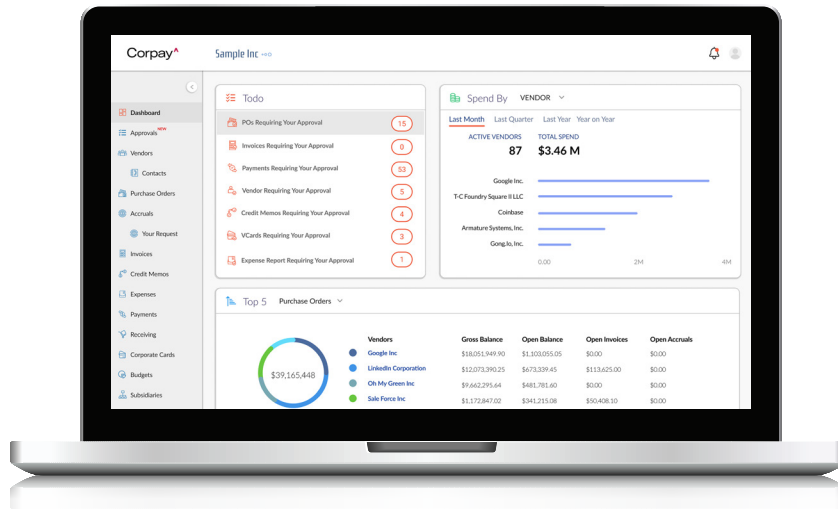 Corpay^
Sample Inc PRO
Dashboard
Approvals NEW
Vendors
Contacts
Purchase Orders
Accruals
Your Request
Invoices
Credit Memos
Expenses
Payments
Receiving
Corporate Cards
Budgets
Subsidiaries
Todo
POs Requiring Your Approval 15
Invoices Requiring Your Approval 0
Payments Requiring Your Approval 53
Vendor Requiring Your Approval 5
Credit Memos Requiring Your Approval 4
VCards Requiring Your Approval 3
Expense Report Requiring Your Approval 1
Spend By VENDOR
Last Month Last Quarter Last Year Year on Year
ACTIVE VENDORS TOTAL SPEND
87 $3.46 M
Google Inc.
T-C Foundry Square II LLC
Coinbase
Armature Systems, Inc.
Gong.Io, Inc.
0.00 2M 4M
Top 5 Purchase Orders
$39,165,448
Vendors Gross Balance Open Balance Open Invoices Open Accruals
Google Inc $18,051,949.90 $1,103,055.05 $0.00 $0.00
LinkedIn Corporation $12,073,390.25 $673,339.45 $113,625.00 $0.00
Oh My Green Inc $9,662,295.64 $481,781.60 $0.00 $0.00
Sale Force Inc $1,172,847.02 $341,215.08 $50,408.10 $0.00